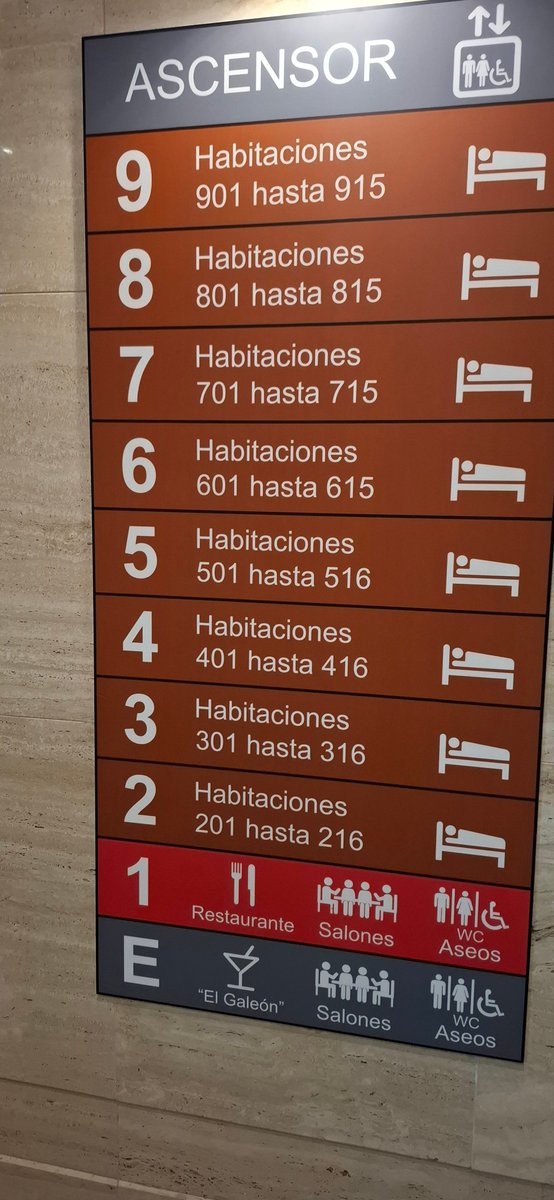 ASCENSOR
9
Habitaciones
901 hasta 915
8
Habitaciones
801 hasta 815
7
Habitaciones
701 hasta 715
6
Habitaciones
601 hasta 615
5
Habitaciones
501 hasta 516
4
Habitaciones
401 hasta 416
3
Habitaciones
301 hasta 316
2
Habitaciones
201 hasta 216
1
Restaurante
Salones
WC
Aseos
E
“El Galeón”
Salones
WC
Aseos